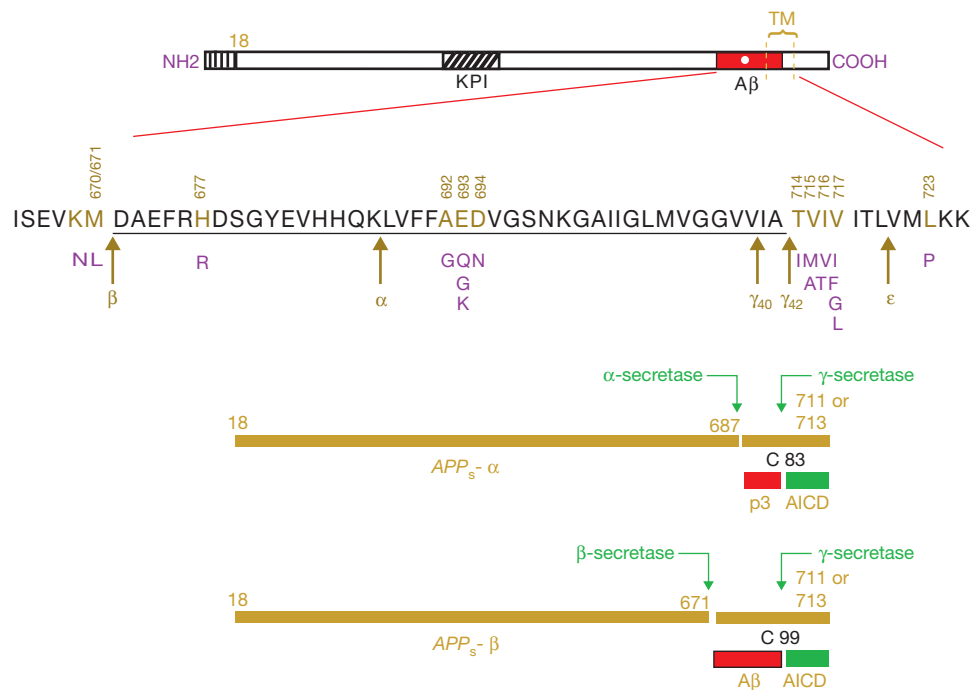 TM
18
NH2 COOH
KPI Aβ
670/671 677 692 693 694 714 715 716 717 723
ISEVKMDAEFRHDSGYEVHHQKLVFFAEDVGSNKGAIIGLMVGGVVIATVIVITLVMLKK
NL R GQN IMVI P
G ATF
K G
L
β α γ40 γ42 ε
α-secretase γ-secretase
711 or
18 687 713
APPs- α C 83
p3 AICD
β-secretase γ-secretase
711 or
18 671 713
APPs- β C 99
Aβ AICD